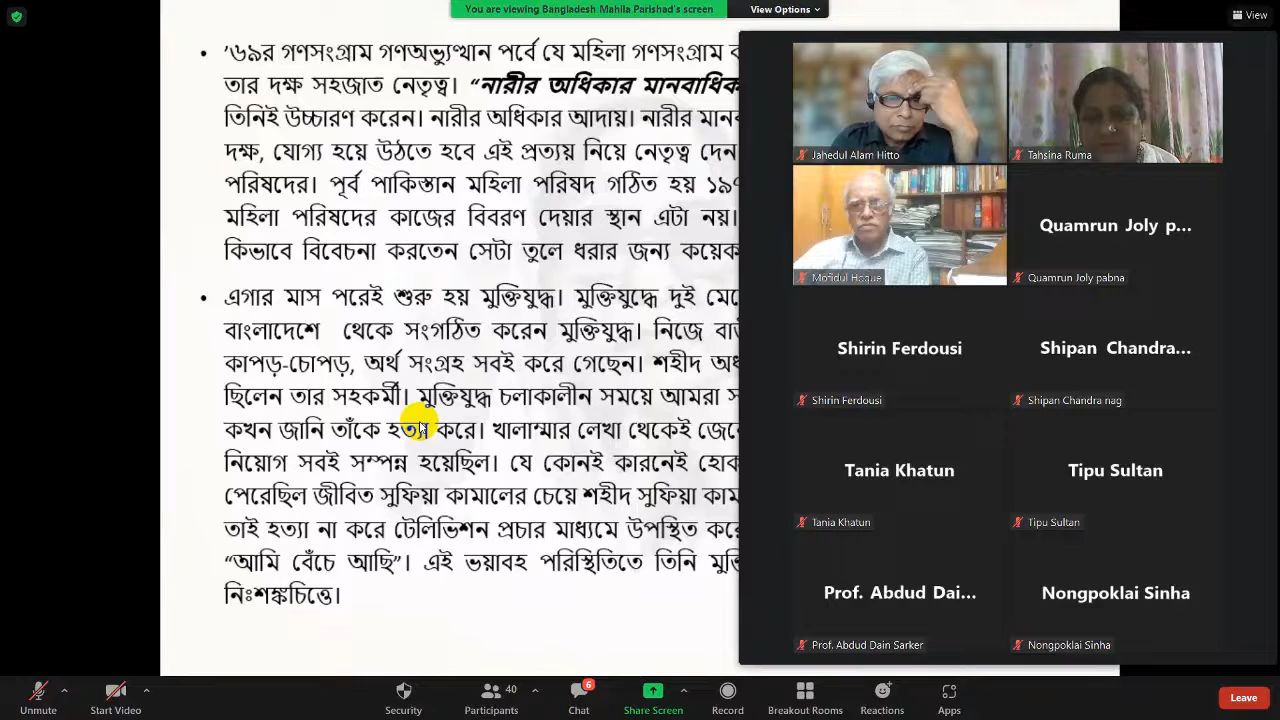 You are viewing Bangladesh Mahila Parishad's screen
View Options
View
• '৬৯র গণসংগ্রাম গণঅভ্যুত্থান পর্বে যে মহিলা গণসংগ্রাম
তার দক্ষ সহজাত নেতৃত্ব। “নারীর অধিকার মানবাধিক
তিনিই উচ্চারণ করেন। নারীর অধিকার আদায়। নারীর
দক্ষ, যোগ্য হয়ে উঠতে হবে এই প্রত্যয় নিয়ে নেতৃত্ব দেন
পরিষদের। পূর্ব পাকিস্তান মহিলা পরিষদ গঠিত হয়
মহিলা পরিষদের কাজের বিবরণ দেয়ার স্থান এটা নয়।
কিভাবে বিবেচনা করতেন সেটা তুলে ধরার জন্য
• এগার মাস পরেই শুরু হয় মুক্তিযুদ্ধ। মুক্তিযুদ্ধে দুই
বাংলাদেশে থেকে সংগঠিত করেন মুক্তিযুদ্ধ। নিজে
কাপড়-চোপড়, অর্থ সংগ্রহ সবই করে গেছেন। শহীদ
ছিলেন তার সহকর্মী। মুক্তিযুদ্ধ চলাকালীন সময়ে আমরা
কখন জানি তাঁকে হত্যা করে। খালাম্মার লেখা থেকেই
নিয়োগ সবই সম্পন্ন হয়েছিল। যে কোনই কারনেই
পেরেছিল জীবিত সুফিয়া কামালের চেয়ে শহীদ সুফিয়া
তাই হত্যা না করে টেলিভিশন প্রচার মাধ্যমে উপস্থিত
“আমি বেঁচে আছি”। এই ভয়াবহ পরিস্থিতিতে তিনি
নিঃশঙ্কচিত্তে।
Jahedul Alam Hitto
Tahsina Ruma
Mofidul Hoque
Quamrun Joly p...
Quamrun Joly pabna
Shirin Ferdousi
Shirin Ferdousi
Shipan Chandra...
Shipan Chandra nag
Tania Khatun
Tania Khatun
Tipu Sultan
Tipu Sultan
Prof. Abdud Dai...
Prof. Abdud Dain Sarker
Nongpoklai Sinha
Nongpoklai Sinha
Unmute
Start Video
Security
40
Participants
6
Chat
Share Screen
Record
Breakout Rooms
Reactions
Apps
Leave